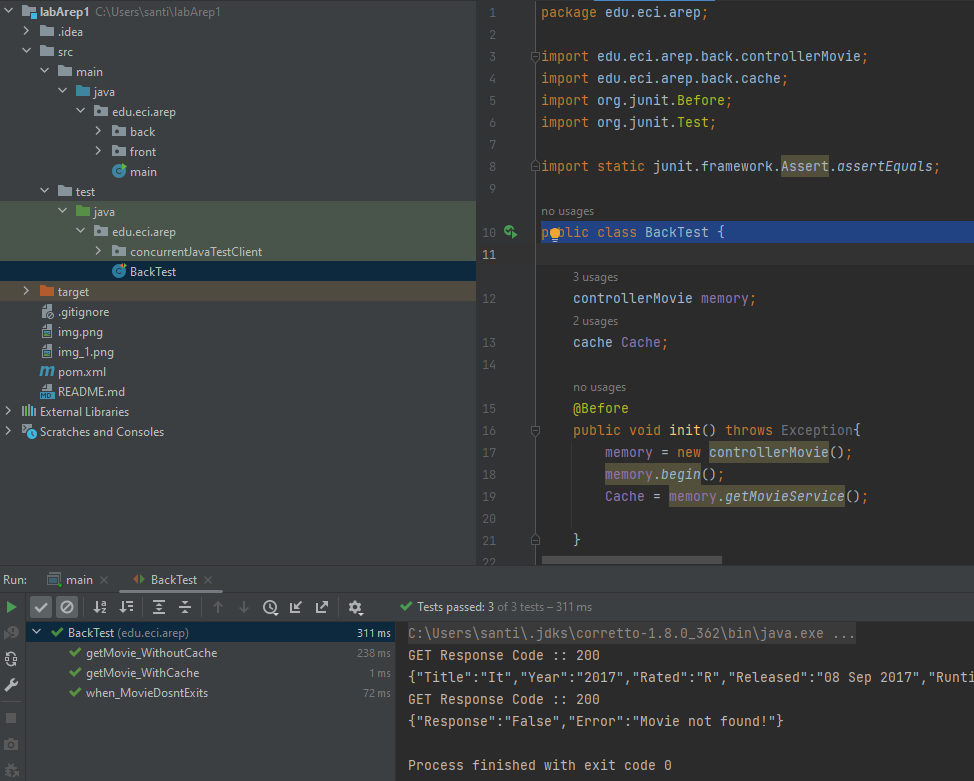 labArep1 C:\Users\santi\labArep1
.idea
src
main
java
edu.eci.arep
back
front
main
test
java
edu.eci.arep
concurrentJavaTestClient
BackTest
target
.gitignore
img.png
img_1.png
pom.xml
README.md
External Libraries
Scratches and Consoles
1 package edu.eci.arep;
2
3 import edu.eci.arep.back.controllerMovie;
4 import edu.eci.arep.back.cache;
5 import org.junit.Before;
6 import org.junit.Test;
7
8 import static junit.framework.Assert.assertEquals;
9
no usages
10 public class BackTest {
11
3 usages
12 controllerMovie memory;
2 usages
13 cache Cache;
14
no usages
15 @Before
16 public void init() throws Exception{
17 memory = new controllerMovie();
18 memory.begin();
19 Cache = memory.getMovieService();
20
21 }
22
Run: main BackTest
Tests passed: 3 of 3 tests – 311 ms
BackTest (edu.eci.arep) 311 ms
getMovie_WithoutCache 238 ms
getMovie_WithCache 1 ms
when_MovieDosntExits 72 ms
C:\Users\santi\.jdks\corretto-1.8.0_362\bin\java.exe ...
GET Response Code :: 200
{"Title":"It","Year":"2017","Rated":"R","Released":"08 Sep 2017","Runti
GET Response Code :: 200
{"Response":"False","Error":"Movie not found!"}
Process finished with exit code 0